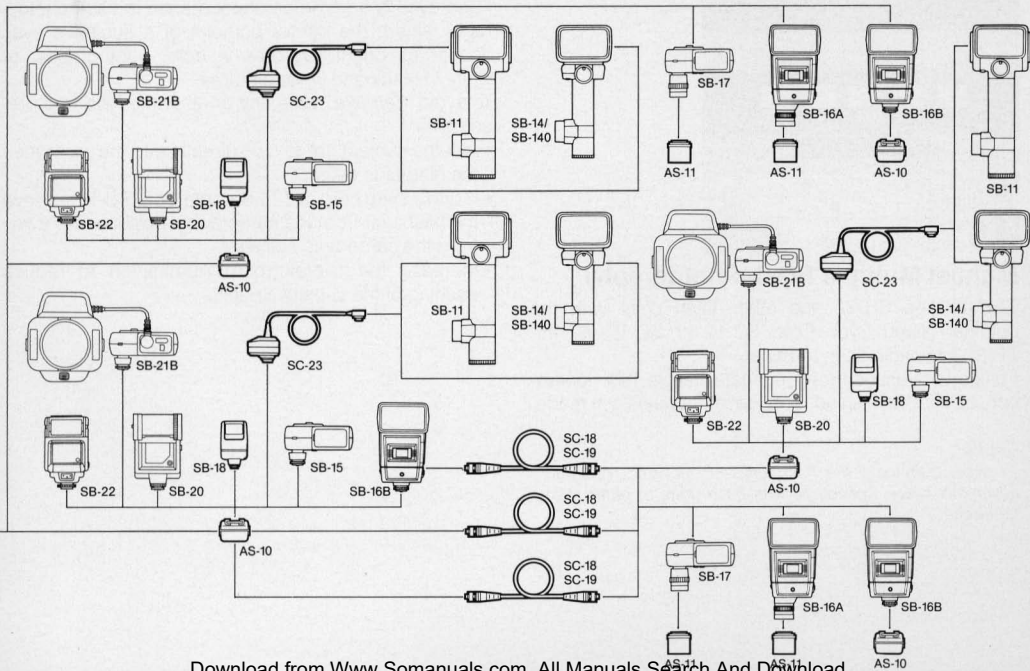 SB-21B
SC-23
SB-11
SB-14/
SB-140
SB-17
AS-11
SB-16A
AS-11
SB-16B
AS-10
SB-11
SB-22
SB-20
SB-18
SB-15
AS-10
SB-21B
SC-23
SB-11
SB-14/
SB-140
SB-21B
SC-23
SB-14/
SB-140
SB-22
SB-20
SB-18
SB-15
AS-10
SB-22
SB-20
SB-18
SB-15
SB-16B
AS-10
SC-18
SC-19
SC-18
SC-19
SC-18
SC-19
SB-17
AS-11
SB-16A
AS-11
SB-16B
AS-10
Download from Www.Somanuals.com. All Manuals Search And Download.